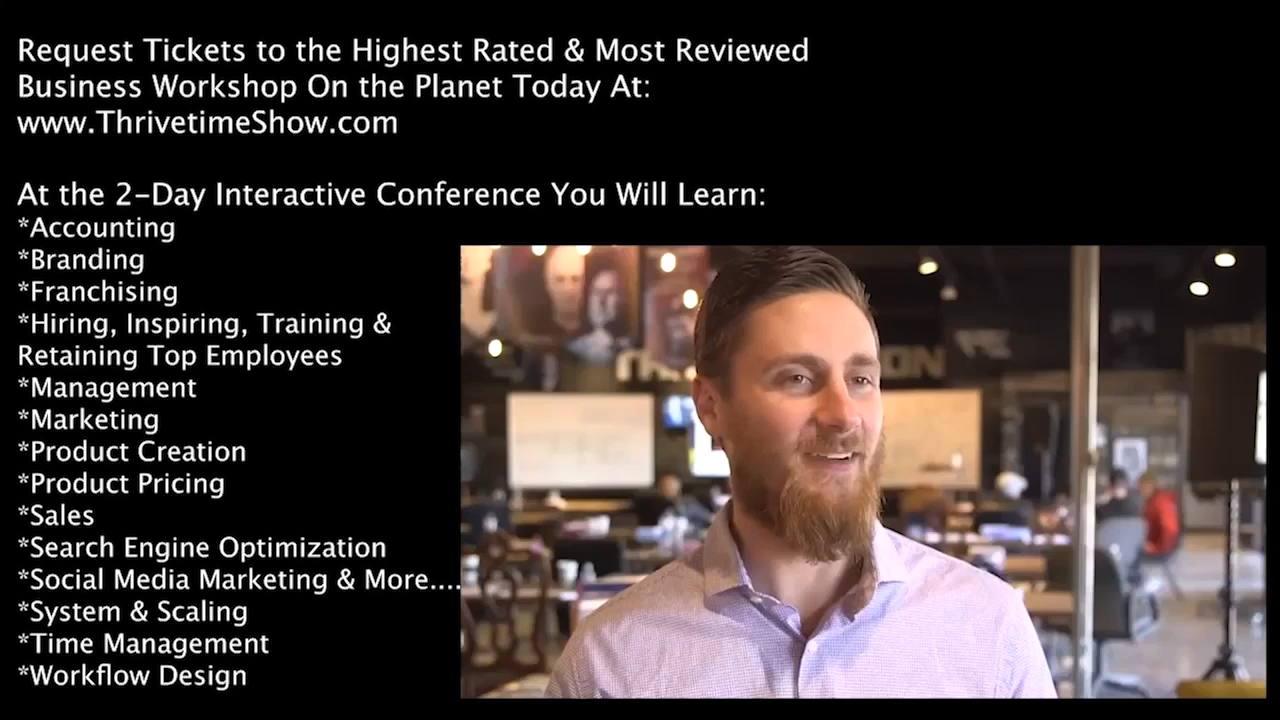 Request Tickets to the Highest Rated & Most Reviewed
Business Workshop On the Planet Today At:
www.ThrivetimeShow.com
At the 2-Day Interactive Conference You Will Learn:
*Accounting
*Branding
*Franchising
*Hiring, Inspiring, Training &
Retaining Top Employees
*Management
*Marketing
*Product Creation
*Product Pricing
*Sales
*Search Engine Optimization
*Social Media Marketing & More....
*System & Scaling
*Time Management
*Workflow Design